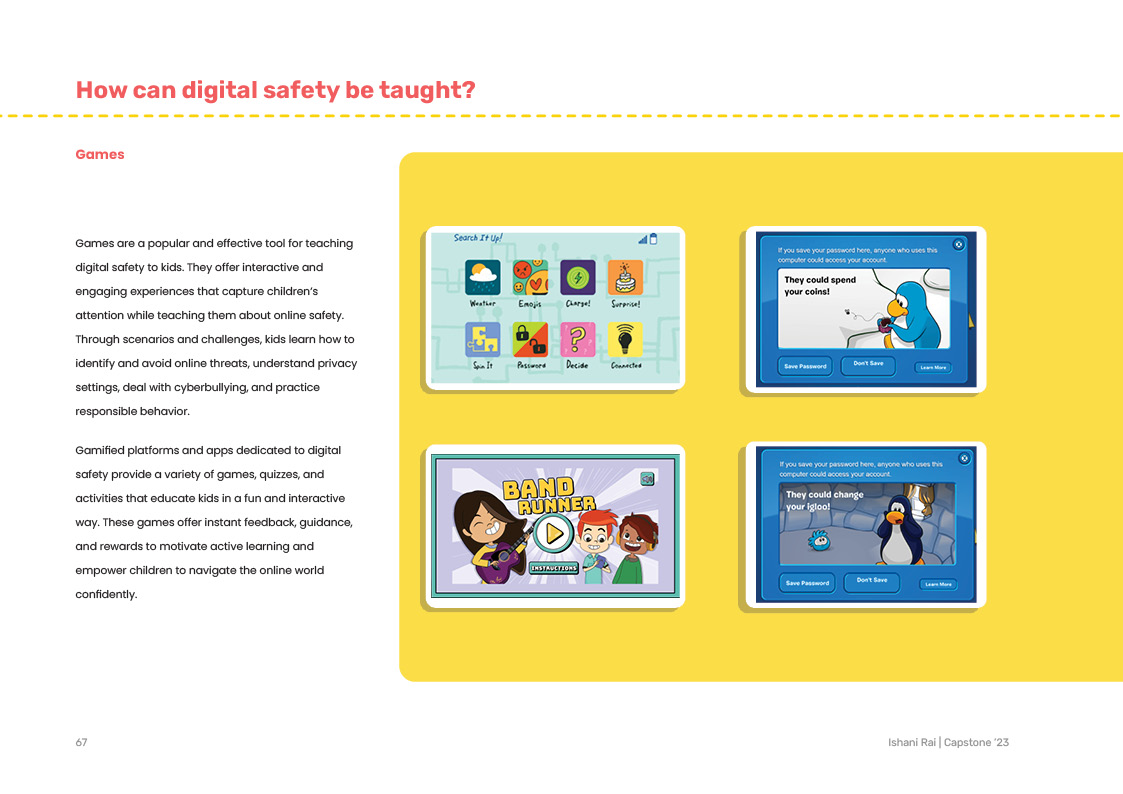 How can digital safety be taught?
Games
Games are a popular and effective tool for teaching
digital safety to kids. They offer interactive and
engaging experiences that capture children's
attention while teaching them about online safety.
Through scenarios and challenges, kids learn how to
identify and avoid online threats, understand privacy
settings, deal with cyberbullying, and practice
responsible behavior.
Gamified platforms and apps dedicated to digital
safety provide a variety of games, quizzes, and
activities that educate kids in a fun and interactive
way. These games offer instant feedback, guidance,
and rewards to motivate active learning and
empower children to navigate the online world
confidently.
Search It Up!
Weather Emojis Charge! Surprise!
Spin It Password Decide Connected
If you save your password here, anyone who uses this
computer could access your account.
They could spend
your coins!
Save Password Don't Save Learn More
BAND
RUNNER
INSTRUCTIONS
If you save your password here, anyone who uses this
computer could access your account.
They could change
your igloo!
Save Password Don't Save Learn More
67
Ishani Rai | Capstone '23